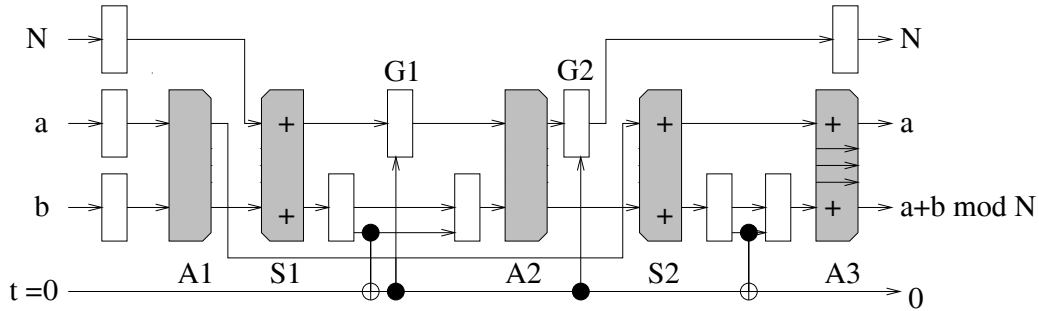 N N
G1 G2
a + + + a
b + + + a+b mod N
A1 S1 A2 S2 A3
t =0 0